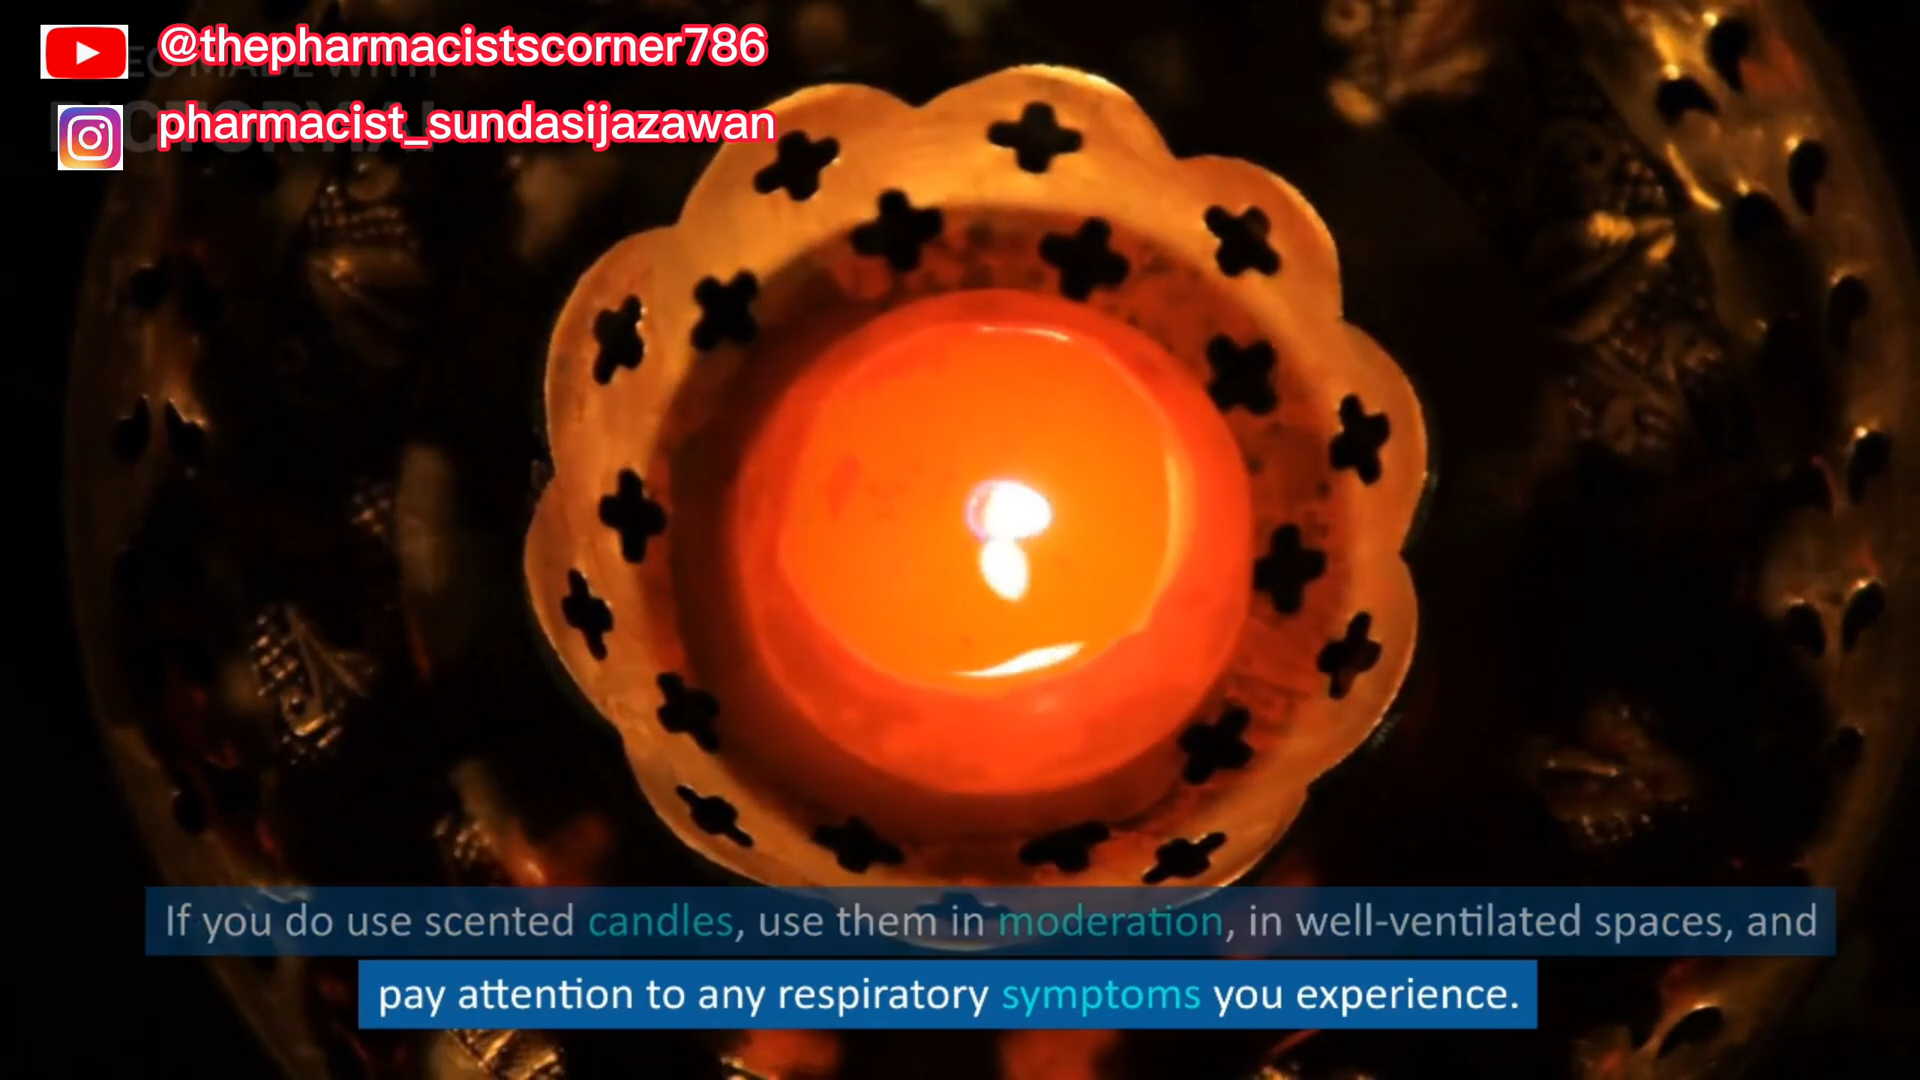 @thepharmacistscorner786
pharmacist_sundasijazawan
If you do use scented candles, use them in moderation, in well-ventilated spaces, and
pay attention to any respiratory symptoms you experience.